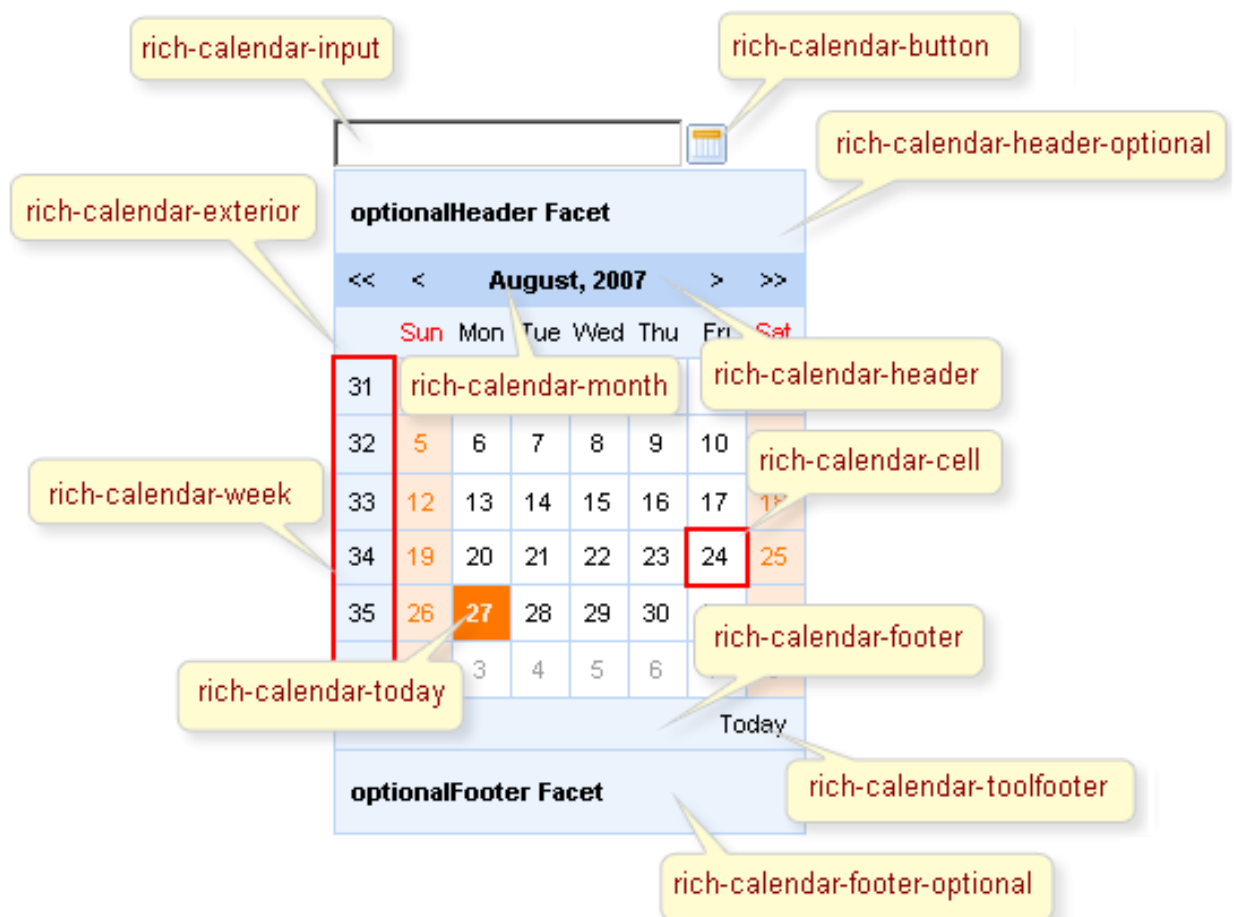 rich-calendar-input
rich-calendar-button
rich-calendar-header-optional
rich-calendar-exterior
optionalHeader Facet
<< < August, 2007 > >>
Sun Mon Tue Wed Thu Fri Sat
31
rich-calendar-month
rich-calendar-header
32 5 6 7 8 9 10
rich-calendar-cell
rich-calendar-week
33 12 13 14 15 16 17 18
34 19 20 21 22 23 24 25
35 26 27 28 29 30
rich-calendar-footer
3 4 5 6
rich-calendar-today
Today
optionalFooter Facet
rich-calendar-toolfooter
rich-calendar-footer-optional